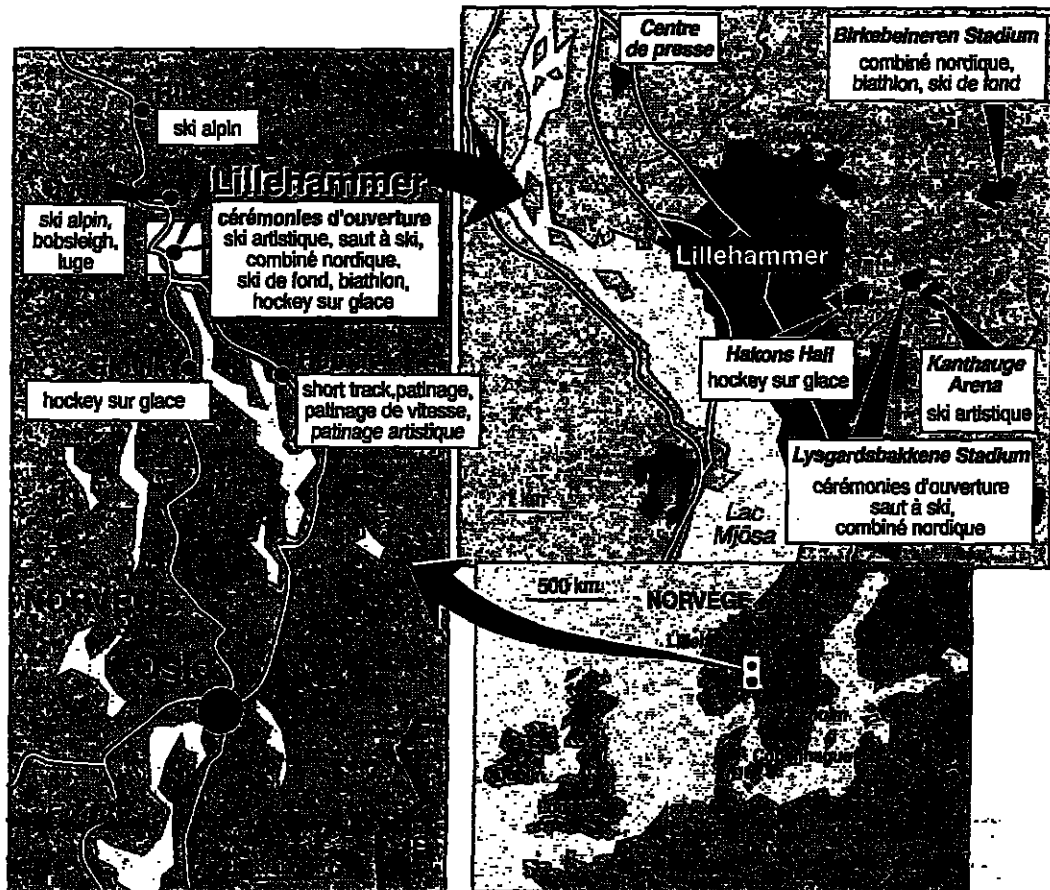 ski alpin
Lillehammer
ski alpin,
bobsleigh,
luge
cérémonies d'ouverture
ski artistique, saut à ski,
combiné nordique,
ski de fond, biathlon,
hockey sur glace
hockey sur glace
short track,patinage,
patinage de vitesse,
patinage artistique
NORVEGE
Centre
de presse
Birkebeineren Stadium
combiné nordique,
biathlon, ski de fond
Lillehammer
Hakons Hall
hockey sur glace
Kanthauge
Arena
ski artistique
Lysgardsbakkene Stadium
cérémonies d'ouverture
saut à ski,
combiné nordique
Lac
Mjösa
500 km
NORVEGE